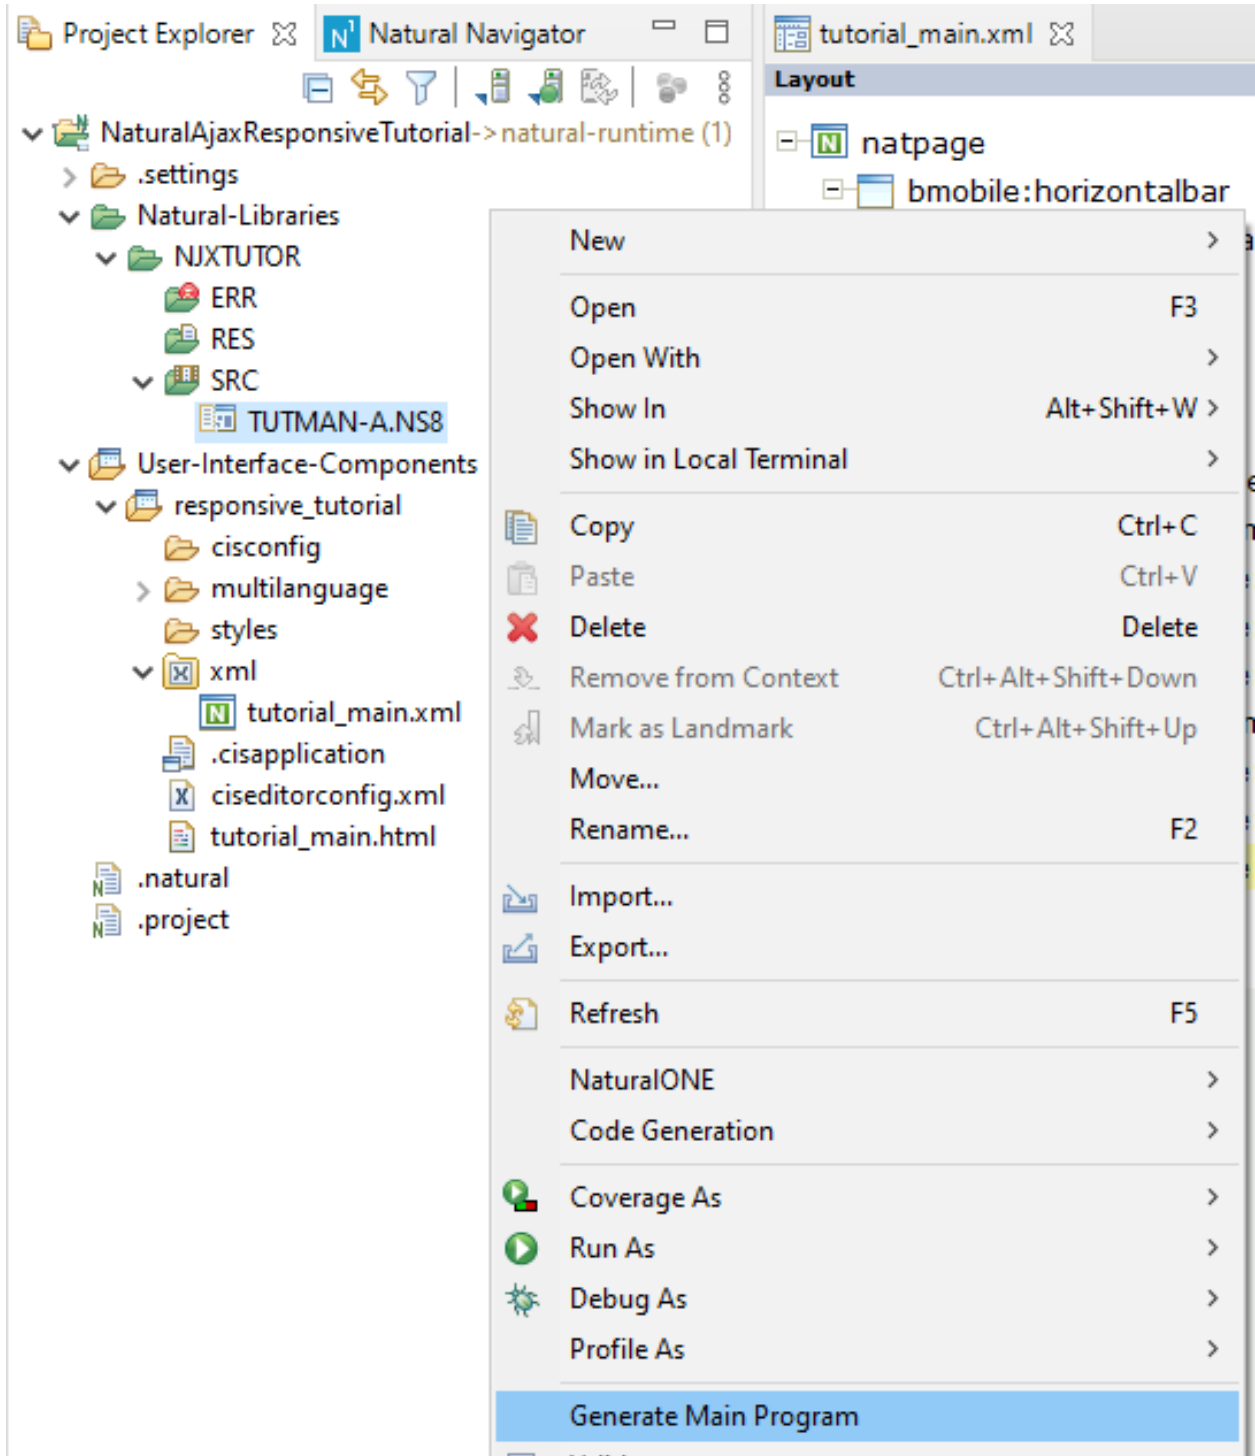 Project Explorer
Natural Navigator
tutorial_main.xml
Layout
NaturalAjaxResponsiveTutorial->natural-runtime (1)
natpage
.settings
bmobile:horizontalbar
Natural-Libraries
NJXTUTOR
ERR
RES
SRC
TUTMAN-A.NS8
User-Interface-Components
responsive_tutorial
cisconfig
multilanguage
styles
xml
tutorial_main.xml
.cisapplication
ciseditorconfig.xml
tutorial_main.html
.natural
.project
New
Open F3
Open With
Show In Alt+Shift+W
Show in Local Terminal
Copy Ctrl+C
Paste Ctrl+V
Delete Delete
Remove from Context Ctrl+Alt+Shift+Down
Mark as Landmark Ctrl+Alt+Shift+Up
Move...
Rename... F2
Import...
Export...
Refresh F5
NaturalONE
Code Generation
Coverage As
Run As
Debug As
Profile As
Generate Main Program